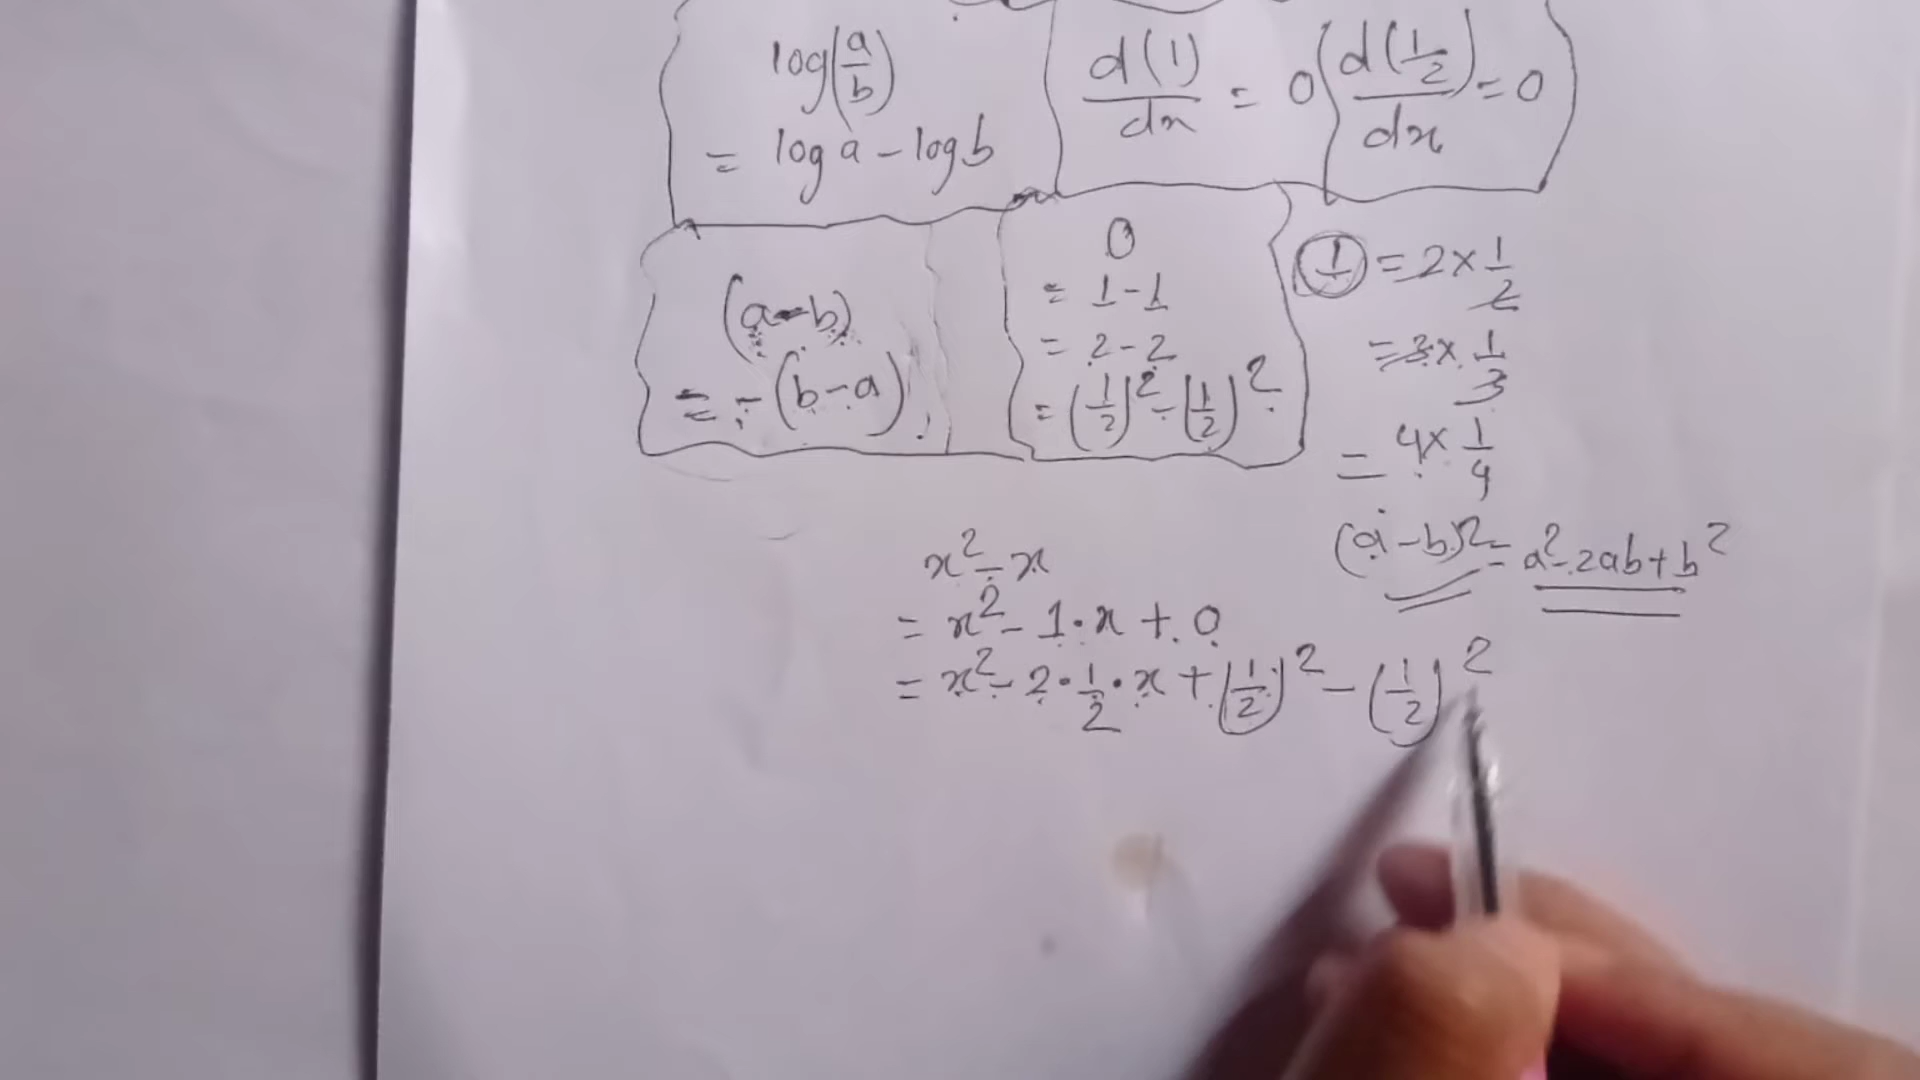 log(a/b)
= log a - log b
d(1)/dx = 0
d(1/2)/dx = 0
(a-b)
= -(b-a)
0
= 1-1
= 2-2
= (1/2)² - (1/2)²
1 = 2 × 1/2
= 3 × 1/3
= 4 × 1/4
(a-b)² = a² - 2ab + b²
x² - x
= x² - 1·x + 0
= x² - 2·1/2·x + (1/2)² - (1/2)²